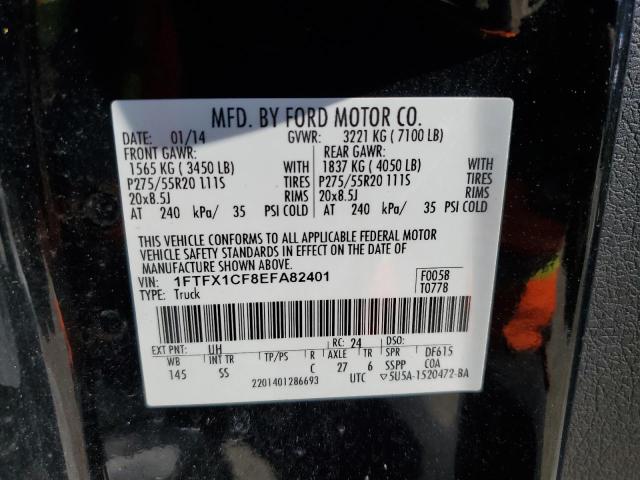 MFD. BY FORD MOTOR CO.
DATE: 01/14 GVWR: 3221 KG ( 7100 LB)
FRONT GAWR: REAR GAWR:
1565 KG ( 3450 LB) WITH 1837 KG ( 4050 LB) WITH
P275/55R20 111S TIRES P275/55R20 111S TIRES
20x8.5J RIMS 20x8.5J RIMS
AT 240 kPa/ 35 PSI COLD AT 240 kPa/ 35 PSI COLD
THIS VEHICLE CONFORMS TO ALL APPLICABLE FEDERAL MOTOR
VEHICLE SAFETY STANDARDS IN EFFECT ON THE DATE OF
MANUFACTURE SHOWN ABOVE.
VIN: 1FTFX1CF8EFA82401 F0058
TYPE: Truck T0778
EXT PNT: UH RC: 24 DSO:
WB INT TR TP/PS R AXLE TR SPR DF615
145 SS C 27 6 SSPP COA
2201401286693 UTC ▽5U5A-1520472-BA